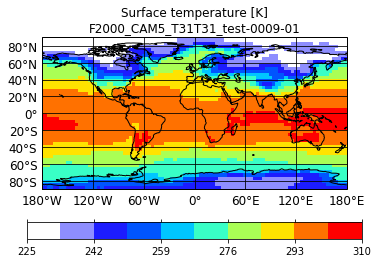 Surface temperature [K]
F2000_CAM5_T31T31_test-0009-01
80°N
60°N
40°N
20°N
0°
20°S
40°S
60°S
80°S
180°W 120°W 60°W 0° 60°E 120°E 180°E
225 242 259 276 293 310